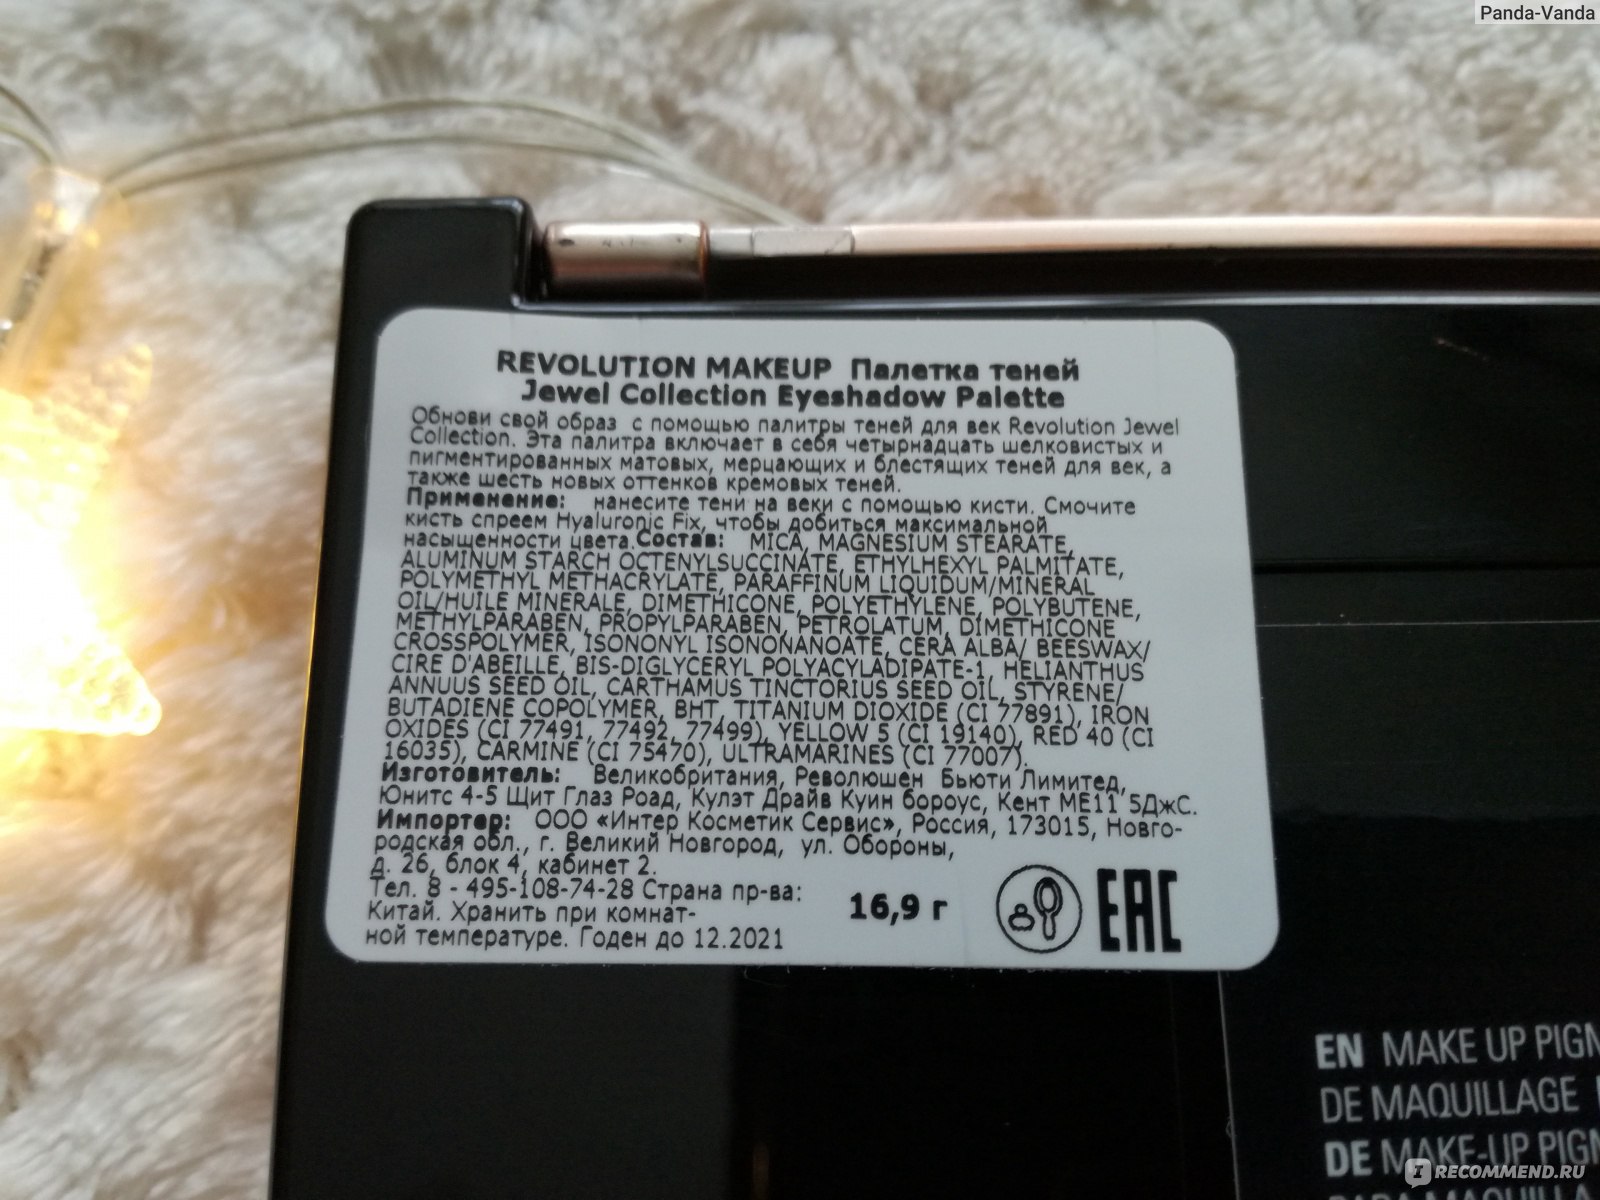 Panda-Vanda
REVOLUTION MAKEUP Палетка теней
Jewel Collection Eyeshadow Palette
Обнови свой образ с помощью палитры теней для век Revolution Jewel
Collection. Эта палитра включает в себя четырнадцать шелковистых и
пигментированных матовых, мерцающих и блестящих теней для век, а
также шесть новых оттенков кремовых теней.
Применение: нанесите тени на веки с помощью кисти. Смочите
кисть спреем Hyaluronic Fix, чтобы добиться максимальной
насыщенности цвета.Состав: MICA, MAGNESIUM STEARATE,
ALUMINUM STARCH OCTENYLSUCCINATE, ETHYLHEXYL PALMITATE,
POLYMETHYL METHACRYLATE, PARAFFINUM LIQUIDUM/MINERAL
OIL/HUILE MINERALE, DIMETHICONE, POLYETHYLENE, POLYBUTENE,
METHYLPARABEN, PROPYLPARABEN, PETROLATUM, DIMETHICONE
CROSSPOLYMER, ISONONYL ISONONANOATE, CERA ALBA/ BEESWAX/
CIRE D'ABEILLE, BIS-DIGLYCERYL POLYACYLADIPATE-1, HELIANTHUS
ANNUUS SEED OIL, CARTHAMUS TINCTORIUS SEED OIL, STYRENE/
BUTADIENE COPOLYMER, BHT, TITANIUM DIOXIDE (CI 77891), IRON
OXIDES (CI 77491, 77492, 77499), YELLOW 5 (CI 19140), RED 40 (CI
16035), CARMINE (CI 75470), ULTRAMARINES (CI 77007).
Изготовитель: Великобритания, Революшен Бьюти Лимитед,
Юнитс 4-5 Щит Глаз Роад, Кулэт Драйв Куин бороус, Кент МЕ11 5ДжС.
Импортер: ООО «Интер Косметик Сервис», Россия, 173015, Новго-
родская обл., г. Великий Новгород, ул. Обороны,
д. 26, блок 4, кабинет 2.
Тел. 8 - 495-108-74-28 Страна пр-ва:
Китай. Хранить при комнат-
ной температуре. Годен до 12.2021
16,9 г
EAC
EN MAKE UP PIGM
DE MAQUILLAGE
DE MAKE-UP PIGM
IRECOMMEND.RU